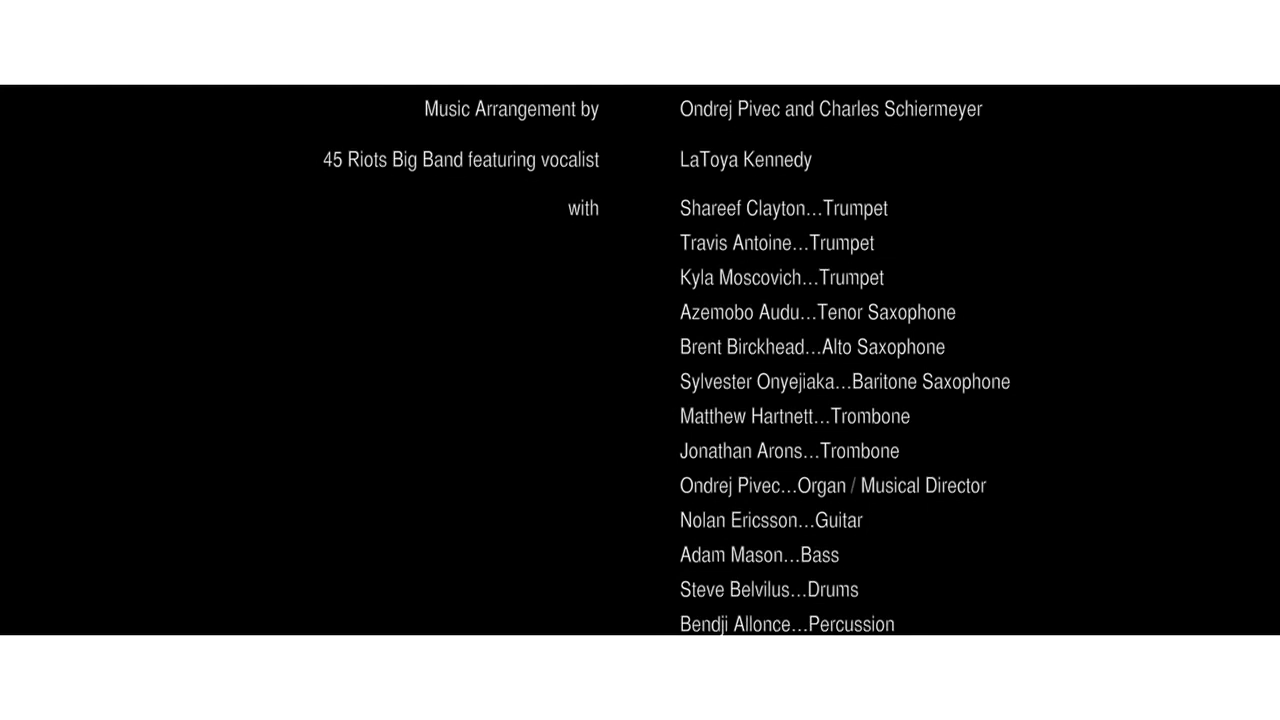 Music Arrangement by Ondrej Pivec and Charles Schiermeyer
45 Riots Big Band featuring vocalist LaToya Kennedy
with Shareef Clayton...Trumpet
Travis Antoine...Trumpet
Kyla Moscovich...Trumpet
Azemobo Audu...Tenor Saxophone
Brent Birckhead...Alto Saxophone
Sylvester Onyejiaka...Baritone Saxophone
Matthew Hartnett...Trombone
Jonathan Arons...Trombone
Ondrej Pivec...Organ / Musical Director
Nolan Ericsson...Guitar
Adam Mason...Bass
Steve Belvilus...Drums
Bendji Allonce...Percussion